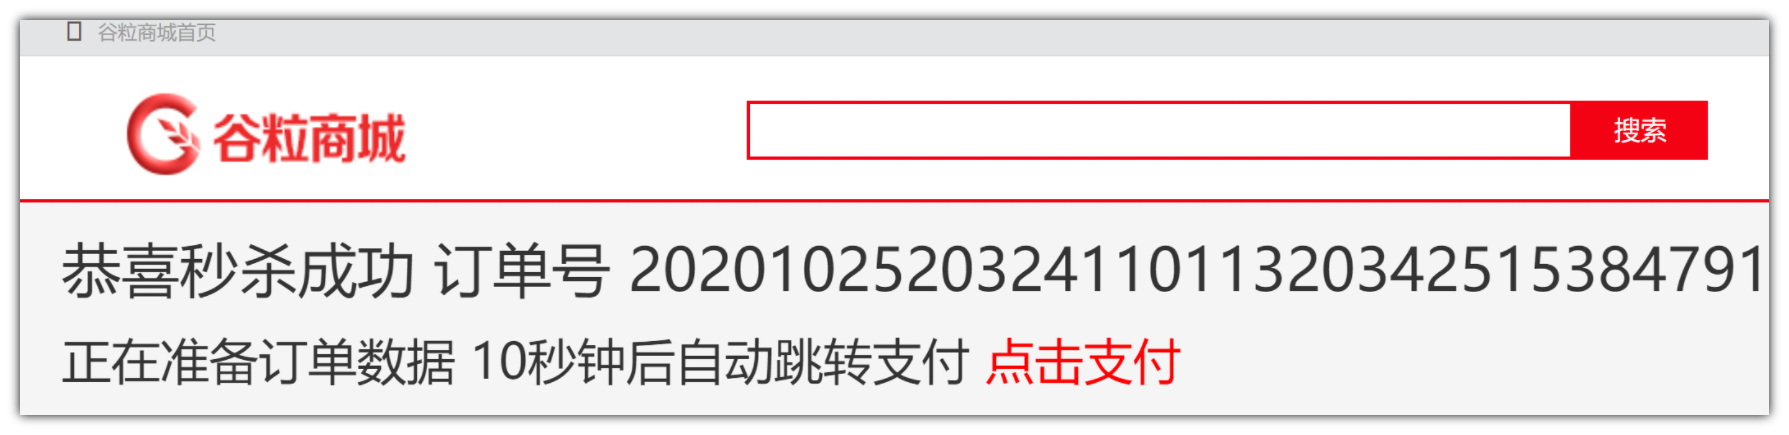 谷粒商城首页
谷粒商城
搜索
恭喜秒杀成功 订单号 202010252032411011320342515384791
正在准备订单数据 10秒钟后自动跳转支付 点击支付